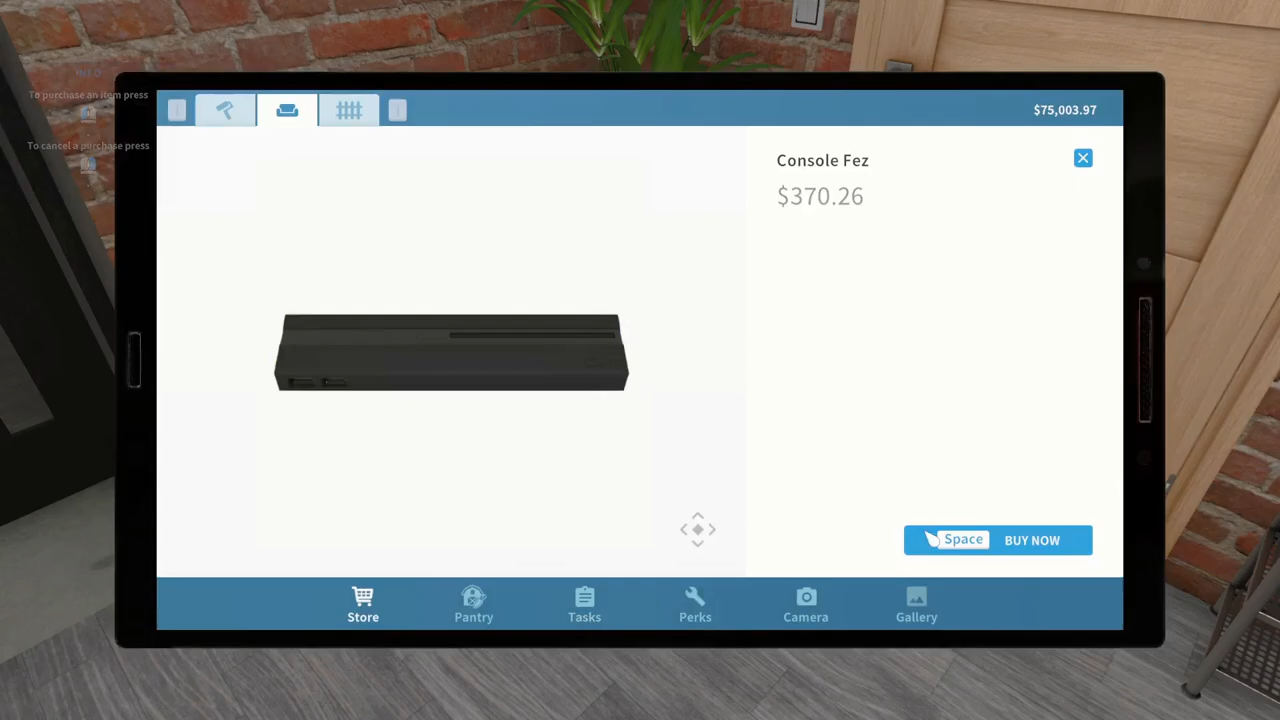 INFO
To purchase an item press
To cancel a purchase press
$75,003.97
Console Fez
$370.26
Space BUY NOW
Store Pantry Tasks Perks Camera Gallery